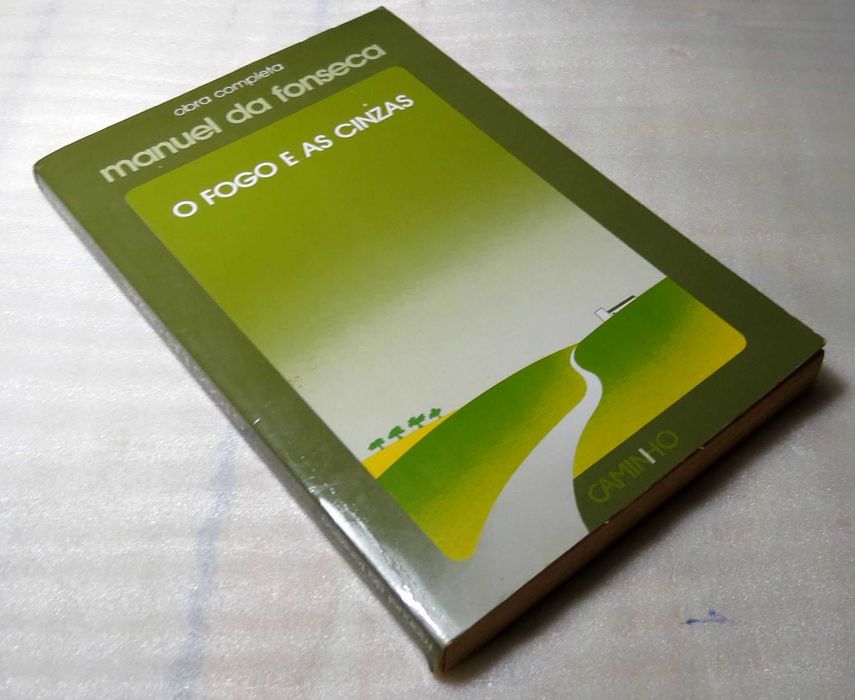 obra completa
manuel da fonseca
O FOGO E AS CINZAS
CAMINHO